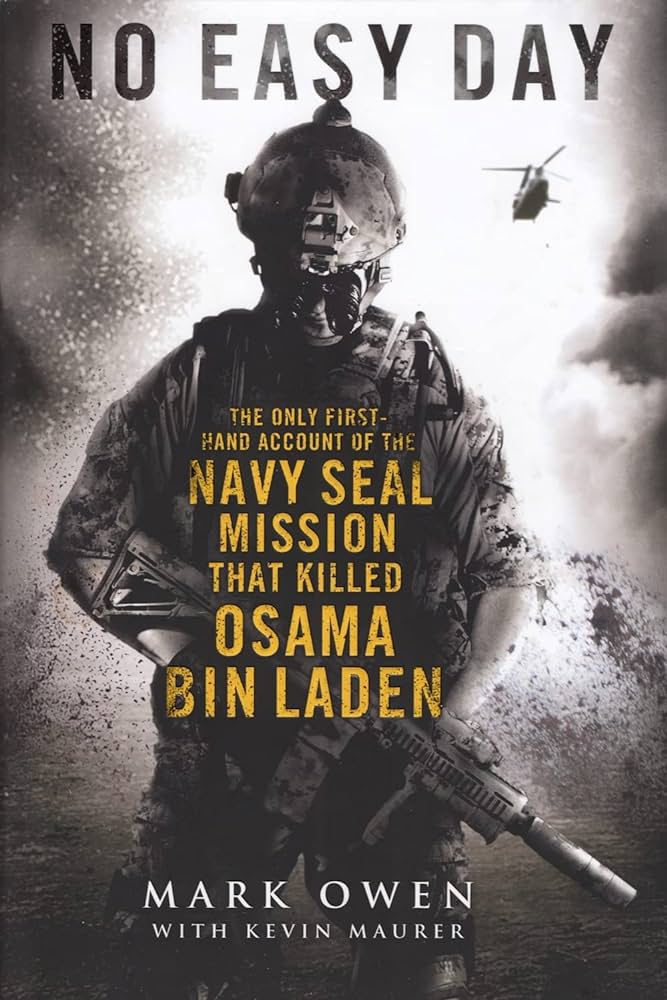 NO EASY DAY
THE ONLY FIRST-
HAND ACCOUNT OF THE
NAVY SEAL
MISSION
THAT KILLED
OSAMA
BIN LADEN
MARK OWEN
WITH KEVIN MAURER